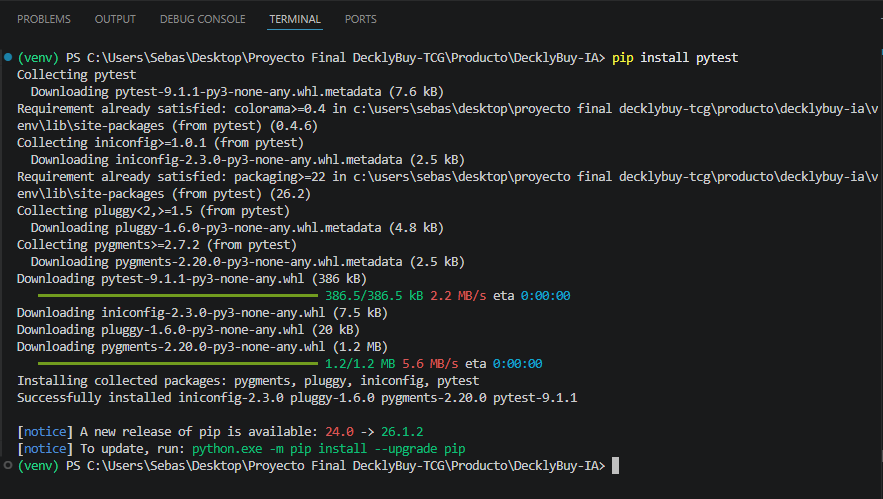 PROBLEMS OUTPUT DEBUG CONSOLE TERMINAL PORTS
(venv) PS C:\Users\Sebas\Desktop\Proyecto Final DecklyBuy-TCG\Producto\DecklyBuy-IA> pip install pytest
Collecting pytest
  Downloading pytest-9.1.1-py3-none-any.whl.metadata (7.6 kB)
Requirement already satisfied: colorama>=0.4 in c:\users\sebas\desktop\proyecto final decklybuy-tcg\producto\decklybuy-ia\v
env\lib\site-packages (from pytest) (0.4.6)
Collecting iniconfig>=1.0.1 (from pytest)
  Downloading iniconfig-2.3.0-py3-none-any.whl.metadata (2.5 kB)
Requirement already satisfied: packaging>=22 in c:\users\sebas\desktop\proyecto final decklybuy-tcg\producto\decklybuy-ia\v
env\lib\site-packages (from pytest) (26.2)
Collecting pluggy<2,>=1.5 (from pytest)
  Downloading pluggy-1.6.0-py3-none-any.whl.metadata (4.8 kB)
Collecting pygments>=2.7.2 (from pytest)
  Downloading pygments-2.20.0-py3-none-any.whl.metadata (2.5 kB)
Downloading pytest-9.1.1-py3-none-any.whl (386 kB)
386.5/386.5 kB 2.2 MB/s eta 0:00:00
Downloading iniconfig-2.3.0-py3-none-any.whl (7.5 kB)
Downloading pluggy-1.6.0-py3-none-any.whl (20 kB)
Downloading pygments-2.20.0-py3-none-any.whl (1.2 MB)
1.2/1.2 MB 5.6 MB/s eta 0:00:00
Installing collected packages: pygments, pluggy, iniconfig, pytest
Successfully installed iniconfig-2.3.0 pluggy-1.6.0 pygments-2.20.0 pytest-9.1.1
[notice] A new release of pip is available: 24.0 -> 26.1.2
[notice] To update, run: python.exe -m pip install --upgrade pip
(venv) PS C:\Users\Sebas\Desktop\Proyecto Final DecklyBuy-TCG\Producto\DecklyBuy-IA>